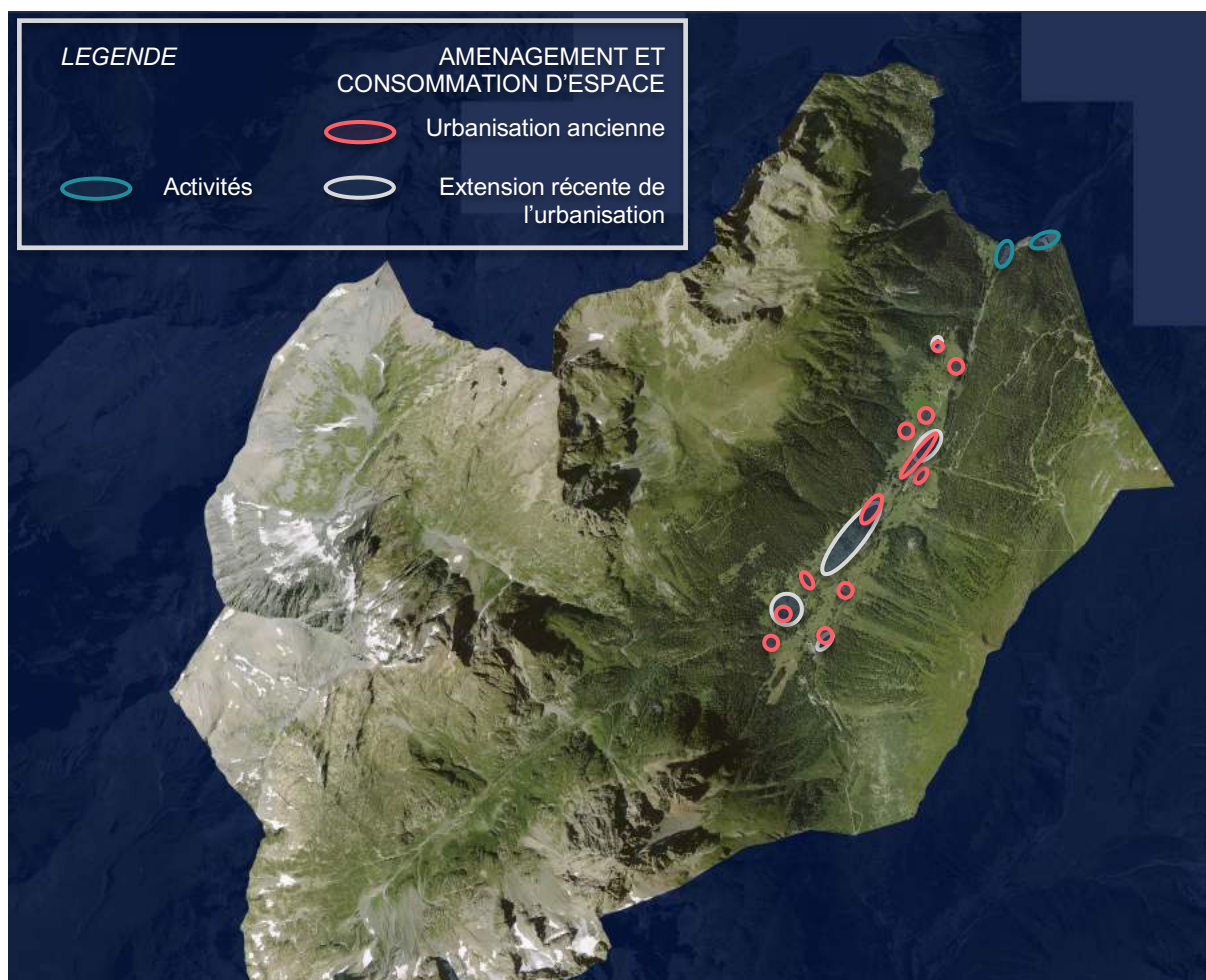 LEGENDE
AMENAGEMENT ET
CONSOMMATION D'ESPACE
Urbanisation ancienne
Activités
Extension récente de
l'urbanisation